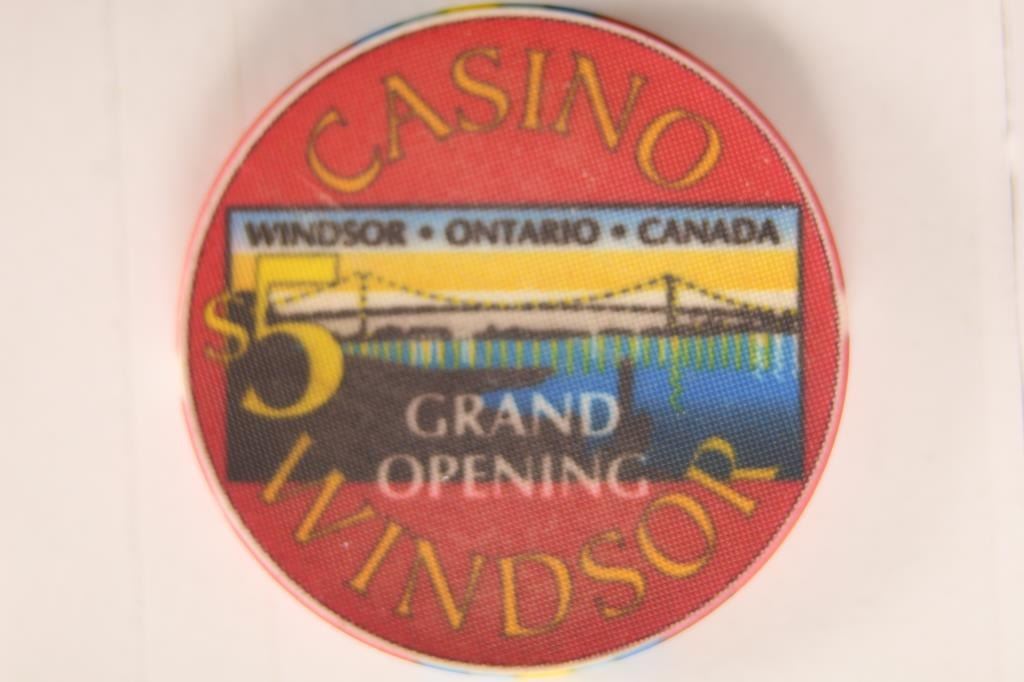 CASINO
WINDSOR • ONTARIO • CANADA
$5
GRAND
OPENING
WINDSOR